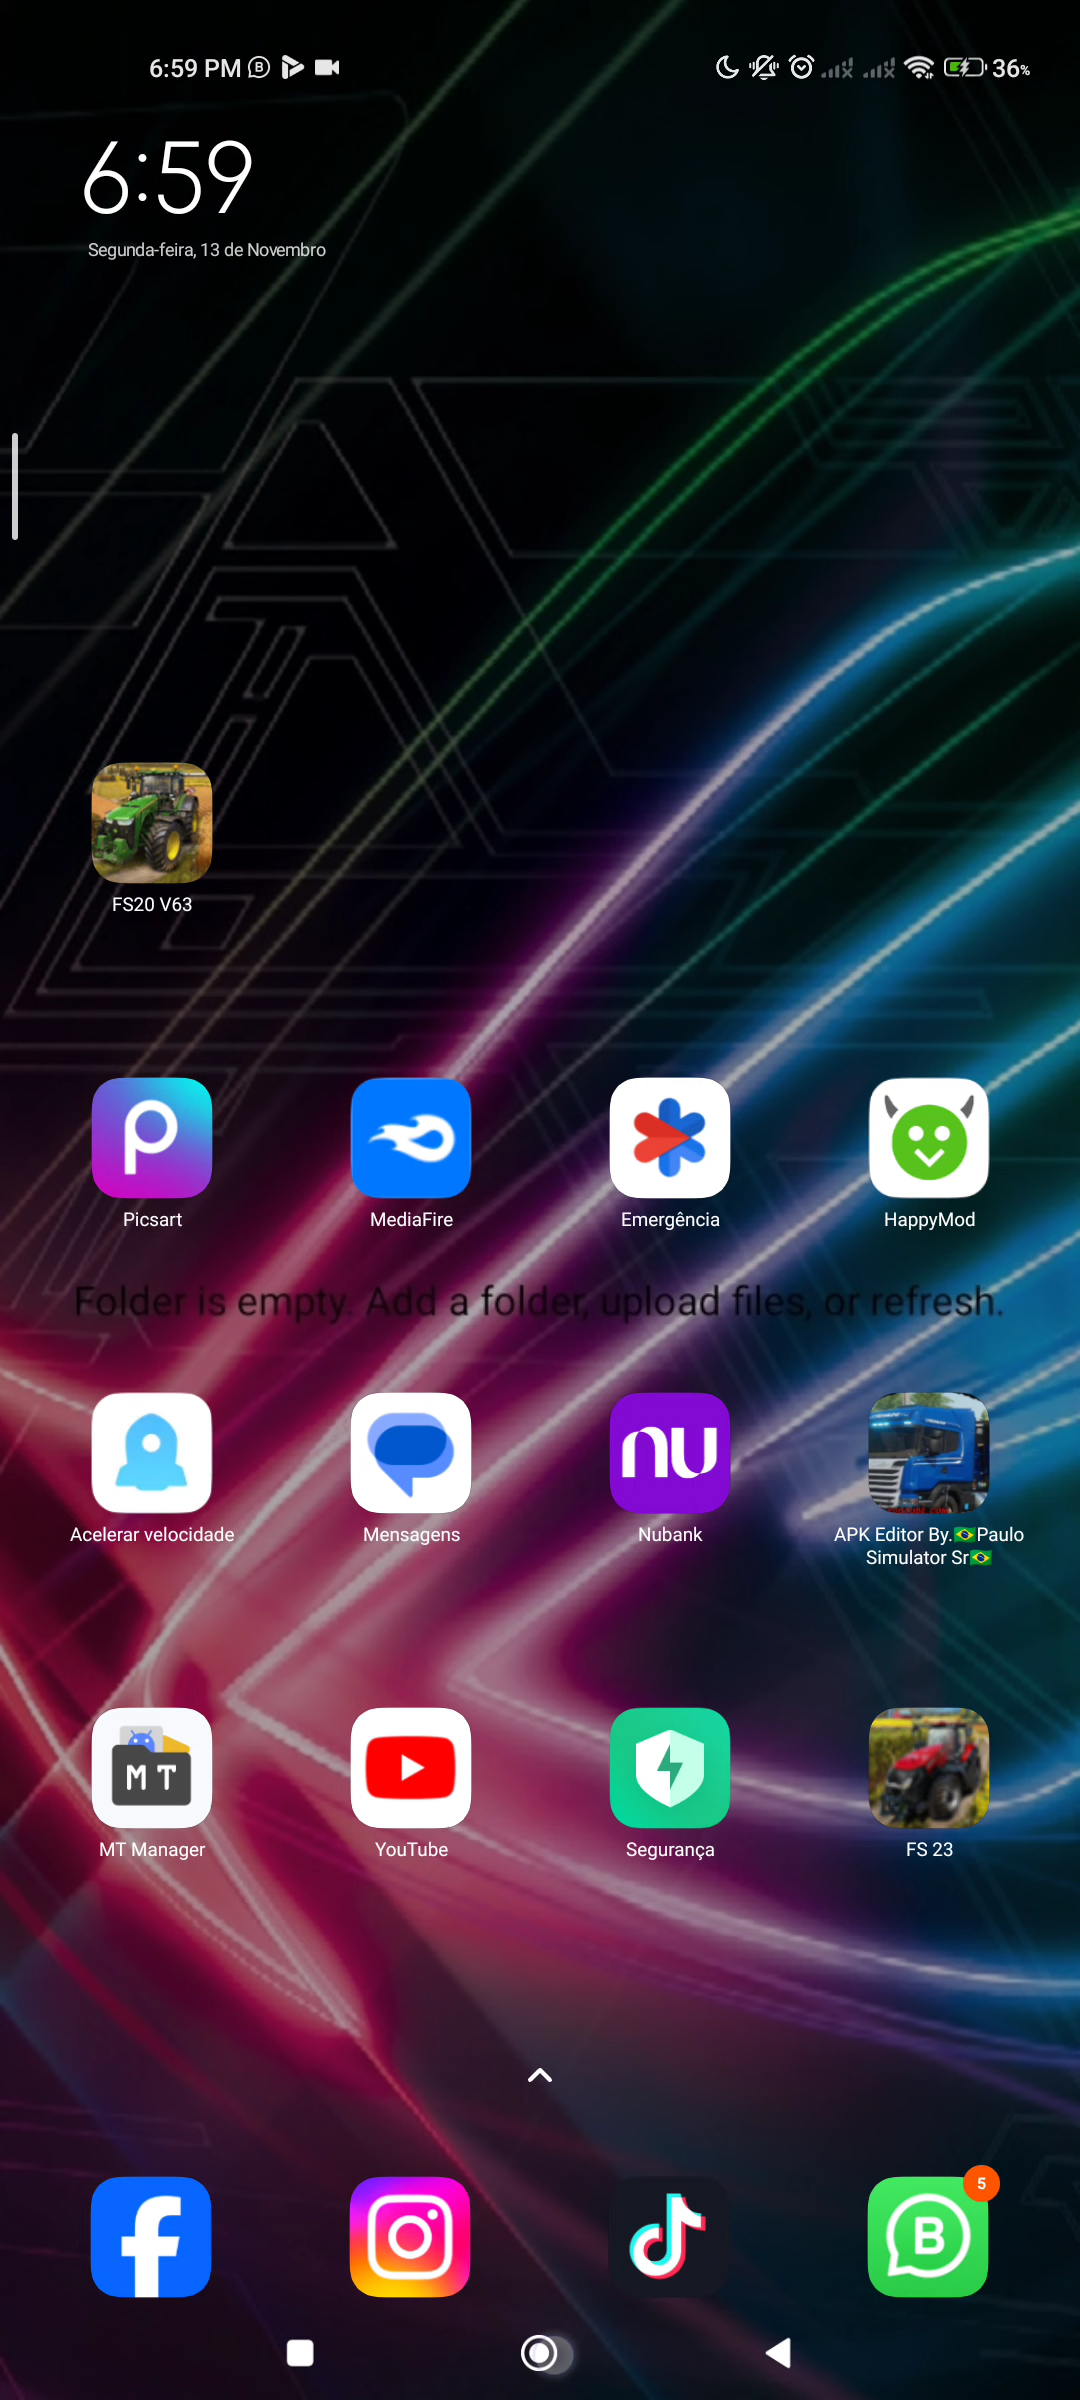 6:59 PM
36%
6:59
Segunda-feira, 13 de Novembro
FS20 V63
Picsart
MediaFire
Emergência
HappyMod
Folder is empty. Add a folder, upload files, or refresh.
nu
Acelerar velocidade
Mensagens
Nubank
APK Editor By.🇧🇷Paulo
Simulator Sr🇧🇷
MT
MT Manager
YouTube
Segurança
FS 23
5
B